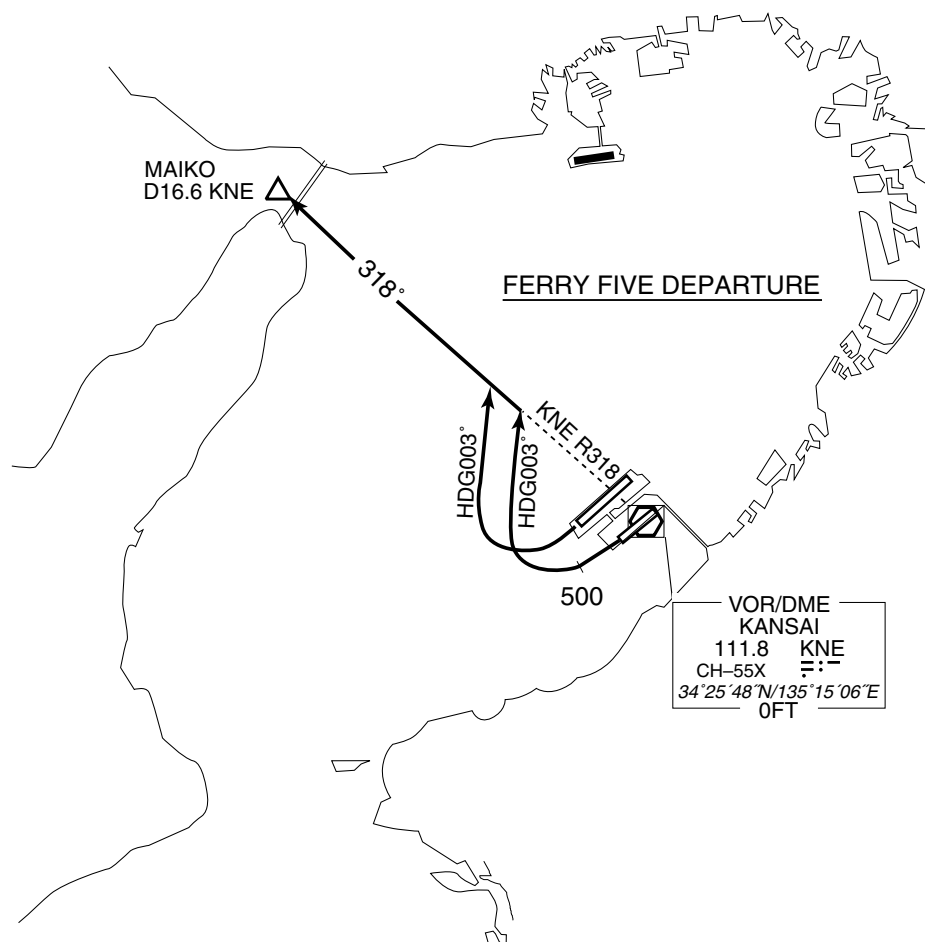 MAIKO
D16.6 KNE
318°
FERRY FIVE DEPARTURE
KNE R318
HDG003°
HDG003°
500
VOR/DME
KANSAI
111.8 KNE
CH–55X
34°25´48˝N/135°15´06˝E
0FT